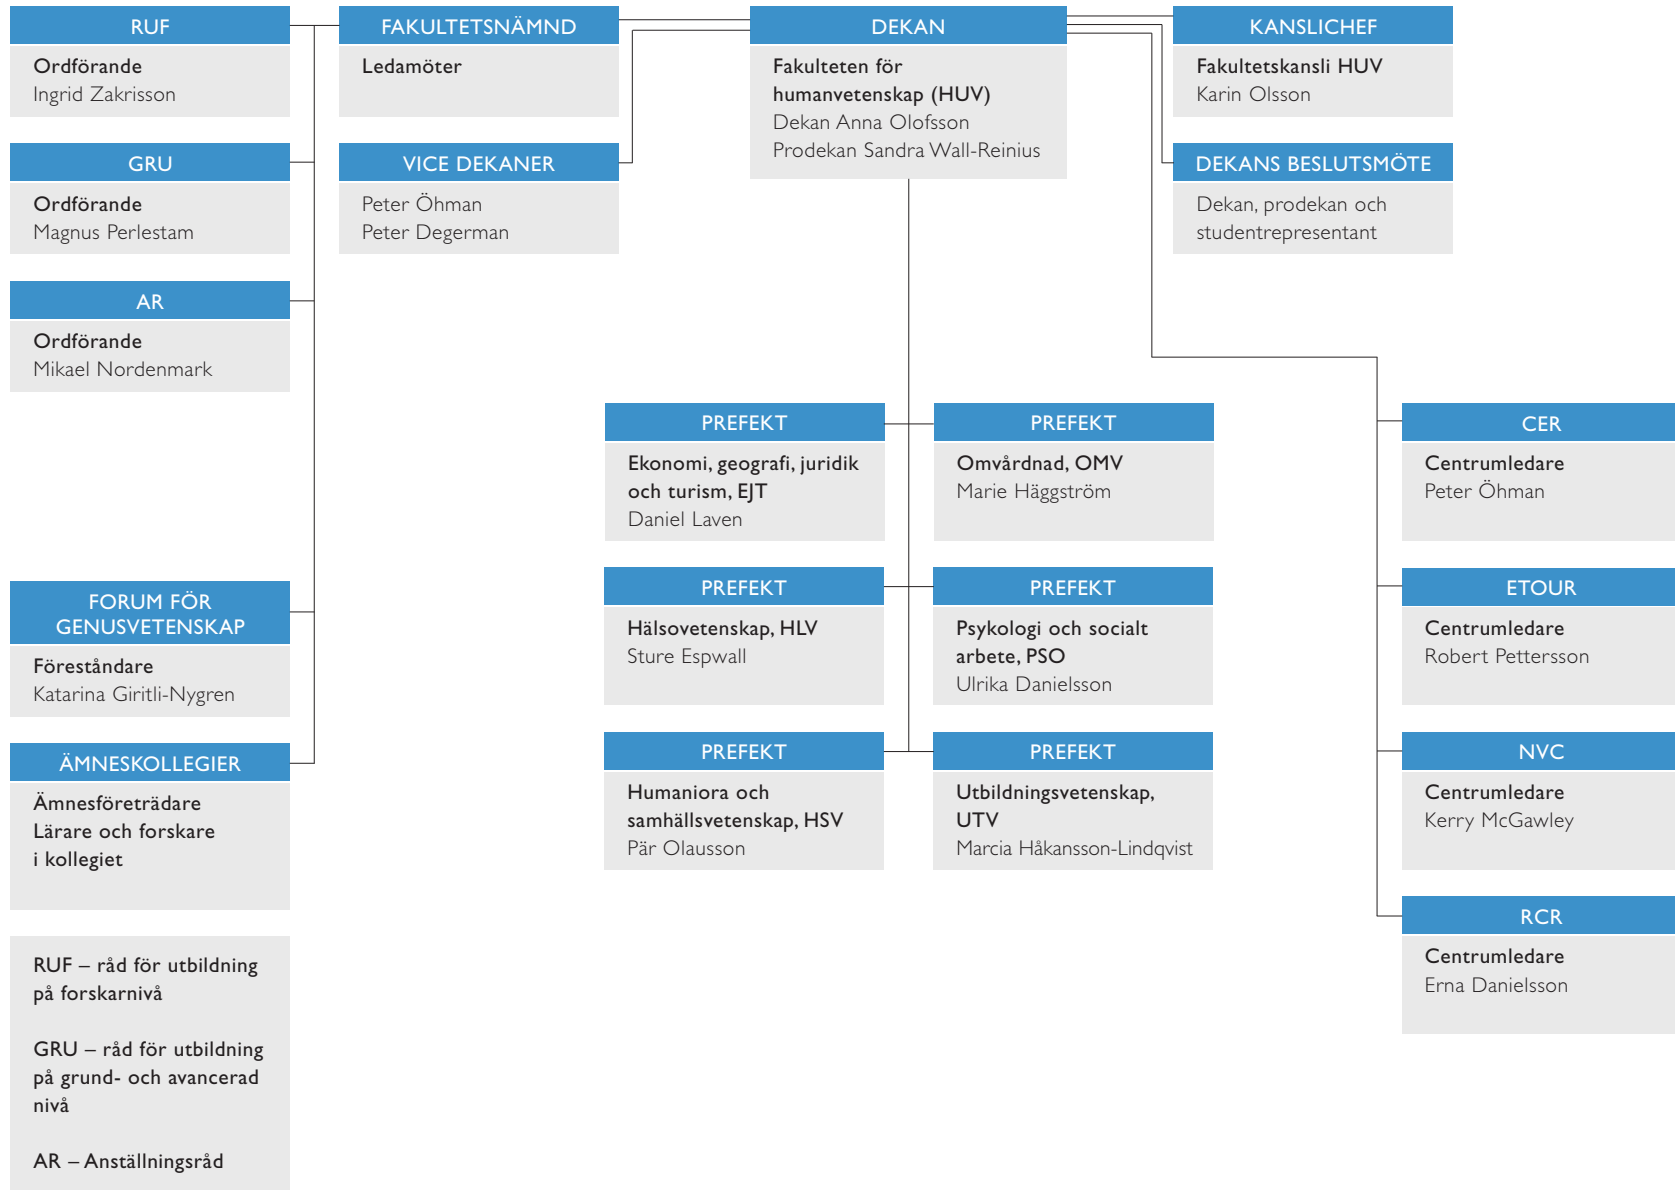 RUF
Ordförande
Ingrid Zakrisson
FAKULTETSNÄMND
Ledamöter
DEKAN
Fakulteten för
humanvetenskap (HUV)
Dekan Anna Olofsson
Prodekan Sandra Wall-Reinius
KANSLICHEF
Fakultetskansli HUV
Karin Olsson
GRU
Ordförande
Magnus Perlestam
VICE DEKANER
Peter Öhman
Peter Degerman
DEKANS BESLUTSMÖTE
Dekan, prodekan och
studentrepresentant
AR
Ordförande
Mikael Nordenmark
PREFEKT
Ekonomi, geografi, juridik
och turism, EJT
Daniel Laven
PREFEKT
Omvårdnad, OMV
Marie Häggström
CER
Centrumledare
Peter Öhman
FORUM FÖR
GENUSVETENSKAP
Föreståndare
Katarina Giritli-Nygren
PREFEKT
Hälsovetenskap, HLV
Sture Espwall
PREFEKT
Psykologi och socialt
arbete, PSO
Ulrika Danielsson
ETOUR
Centrumledare
Robert Pettersson
ÄMNESKOLLEGIER
Ämnesföreträdare
Lärare och forskare
i kollegiet
PREFEKT
Humaniora och
samhällsvetenskap, HSV
Pär Olausson
PREFEKT
Utbildningsvetenskap,
UTV
Marcia Håkansson-Lindqvist
NVC
Centrumledare
Kerry McGawley
RCR
Centrumledare
Erna Danielsson
RUF – råd för utbildning
på forskarnivå
GRU – råd för utbildning
på grund- och avancerad
nivå
AR – Anställningsråd